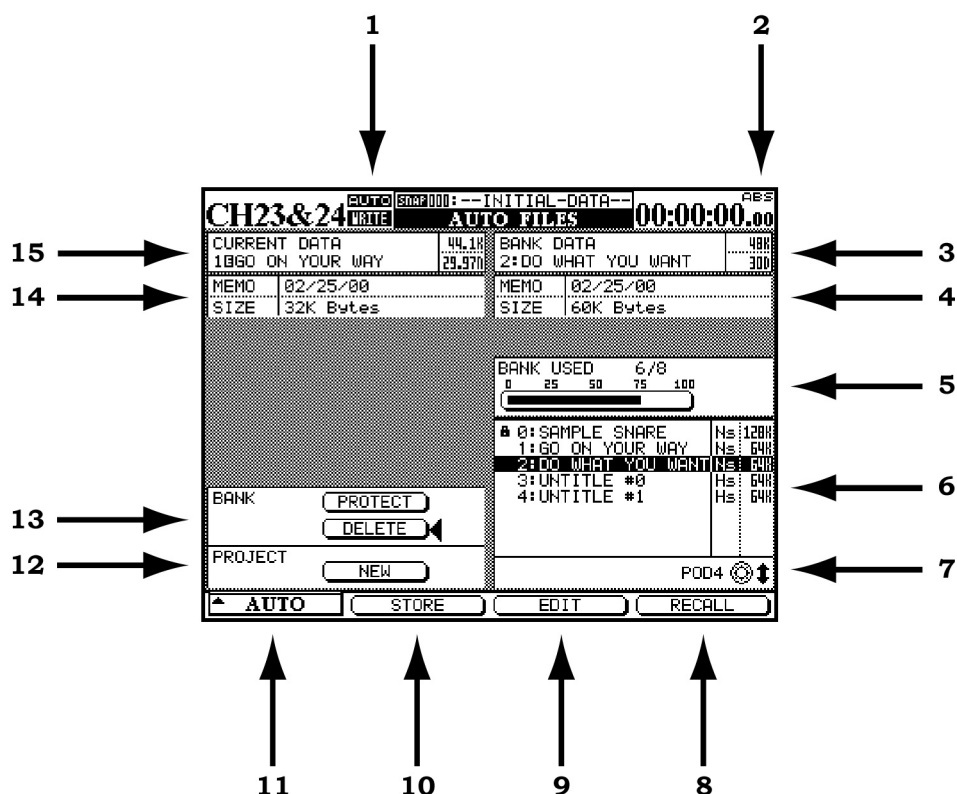 1 2
CH23&24 AUTO WRITE SNAP000:--INITIAL-DATA-- AUTO FILES ABS 00:00:00.00
15 CURRENT DATA 44.1K BANK DATA 48K 3
1 GO ON YOUR WAY 29.97n 2:DO WHAT YOU WANT 30D
14 MEMO 02/25/00 MEMO 02/25/00 4
SIZE 32K Bytes SIZE 60K Bytes
BANK USED 6/8
0 25 50 75 100 5
0:SAMPLE SNARE Ns 128K
1:GO ON YOUR WAY Ns 64K
2:DO WHAT YOU WANT Ns 64K
3:UNTITLE #0 Hs 64K 6
4:UNTITLE #1 Hs 64K
13 BANK PROTECT
DELETE
12 PROJECT NEW POD4 7
AUTO STORE EDIT RECALL
11 10 9 8